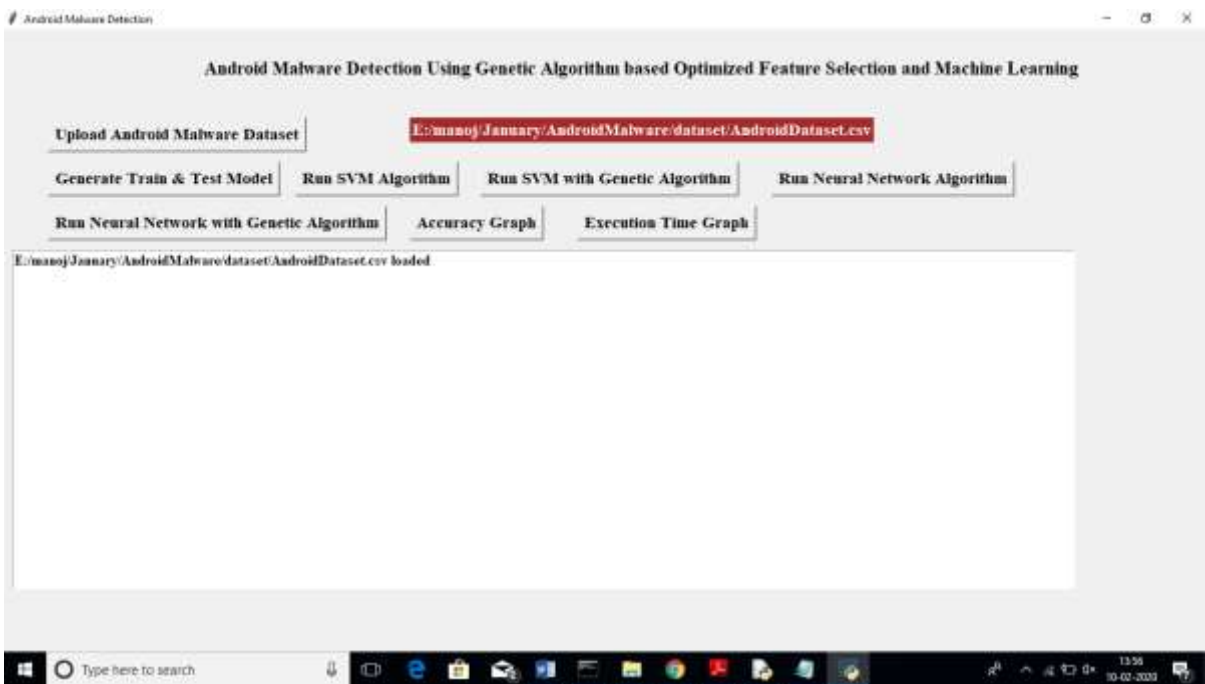 Android Malware Detection
Android Malware Detection Using Genetic Algorithm based Optimized Feature Selection and Machine Learning
Upload Android Malware Dataset
E:/manoj/January/AndroidMalware/dataset/AndroidDataset.csv
Generate Train & Test Model
Run SVM Algorithm
Run SVM with Genetic Algorithm
Run Neural Network Algorithm
Run Neural Network with Genetic Algorithm
Accuracy Graph
Execution Time Graph
E:/manoj/January/AndroidMalware/dataset/AndroidDataset.csv loaded
Type here to search
13:56
10-02-2020